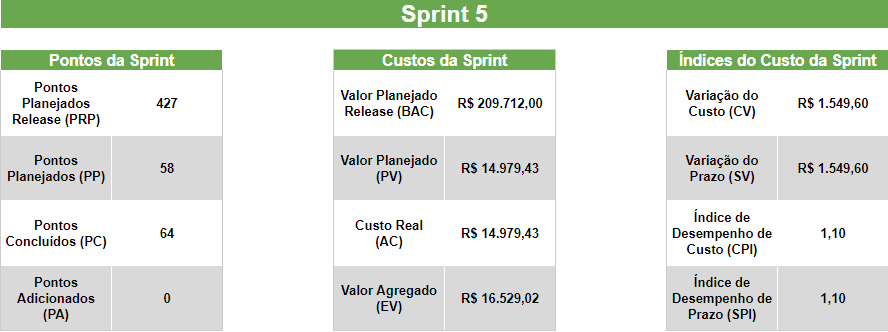 Sprint 5
Pontos da Sprint
Pontos
Planejados
Release (PRP)
427
Pontos
Planejados (PP)
58
Pontos
Concluídos (PC)
64
Pontos
Adicionados
(PA)
0
Custos da Sprint
Valor Planejado
Release (BAC)
R$ 209.712,00
Valor Planejado
(PV)
R$ 14.979,43
Custo Real
(AC)
R$ 14.979,43
Valor Agregado
(EV)
R$ 16.529,02
Índices do Custo da Sprint
Variação do
Custo (CV)
R$ 1.549,60
Variação do
Prazo (SV)
R$ 1.549,60
Índice de
Desempenho de
Custo (CPI)
1,10
Índice de
Desempenho de
Prazo (SPI)
1,10